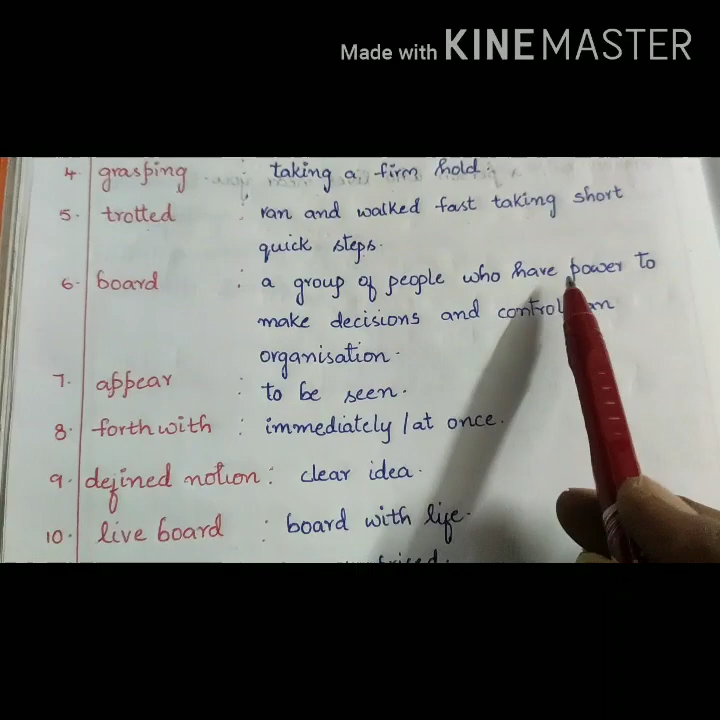 Made with KINEMASTER
4. grasping : taking a firm hold.
5. trotted : ran and walked fast taking short
quick steps.
6. board : a group of people who have power to
make decisions and control an
organisation.
7. appear : to be seen.
8. forthwith : immediately / at once.
9. defined notion : clear idea.
10. live board : board with life.